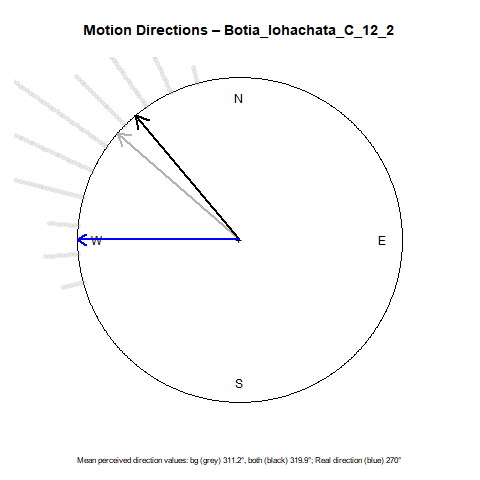 Motion Directions – Botia_lohachata_C_12_2
N
W
E
S
Mean perceived direction values: bg (grey) 311.2°, both (black) 319.9°; Real direction (blue) 270°